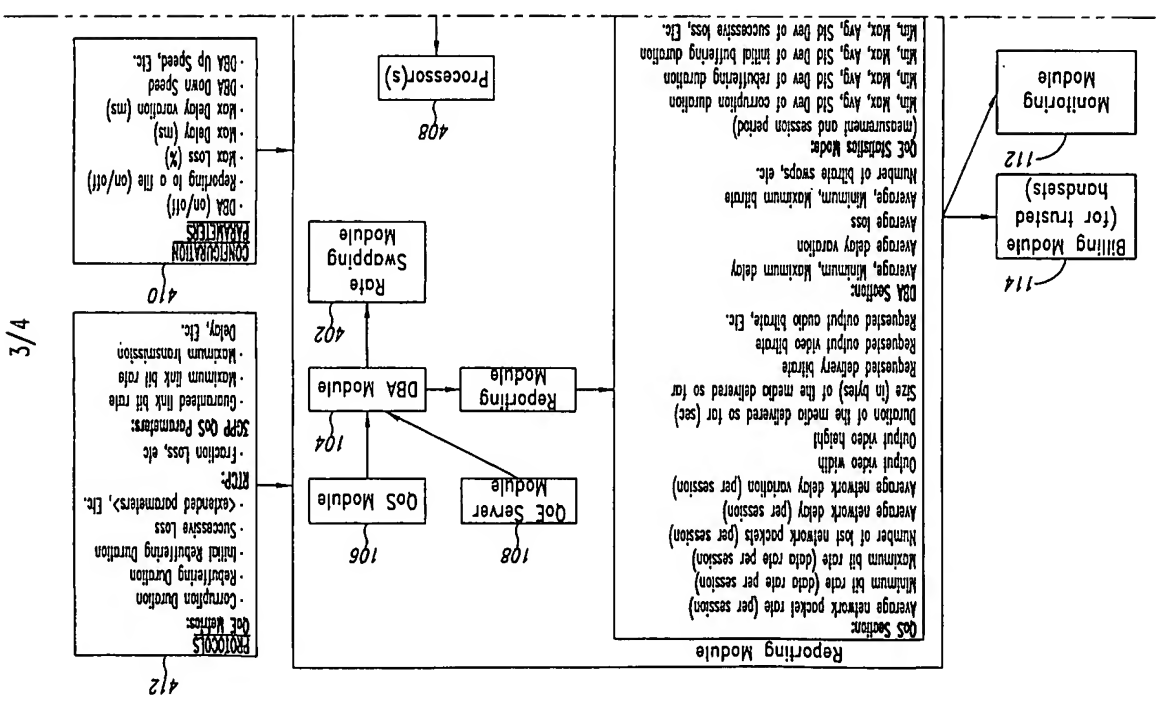 412
PROTOCOLS
QoE Metrics:
· Corruption Duration
· Rebuffering Duration
· Initial Rebuffering Duration
· Successive Loss
· <extended parameters>, Etc.
RTCP:
· Fraction Loss, etc
3GPP QoS Parameters:
· Guaranteed link bit rate
· Maximum link bit rate
· Maximum transmission
Delay, Etc.
410
CONFIGURATION
PARAMETERS
· DBA (on/off)
· Reporting to a file (on/off)
· Max Loss (%)
· Max Delay (ms)
· Max Delay variation (ms)
· DBA Down Speed
· DBA Up Speed, Etc.
Reporting Module
108
QoE Server
Module
106
QoS Module
104
DBA Module
Reporting
Module
402
Rate
Swapping
Module
408
Processor(s)
QoS Section:
Average network packet rate (per session)
Minimum bit rate (data rate per session)
Maximum bit rate (data rate per session)
Number of lost network packets (per session)
Average network delay (per session)
Average network delay variation (per session)
Output video width
Output video height
Duration of the media delivered so far (sec)
Size (in bytes) of the media delivered so far
Requested delivery bitrate
Requested output video bitrate
Requested output audio bitrate, Etc.
DBA Section:
Average, Minimum, Maximum delay
Average delay variation
Average loss
Average, Minimum, Maximum bitrate
Number of bitrate swaps, etc.
QoE Statistics Mode:
(measurement and session period)
Min, Max, Avg, Std Dev of corruption duration
Min, Max, Avg, Std Dev of rebufering duration
Min, Max, Avg, Std Dev of initial buffering duration
Min, Max, Avg, Std Dev of successive loss, Etc.
114
Billing Module
(for trusted
handsets)
112
Monitoring
Module
3/4